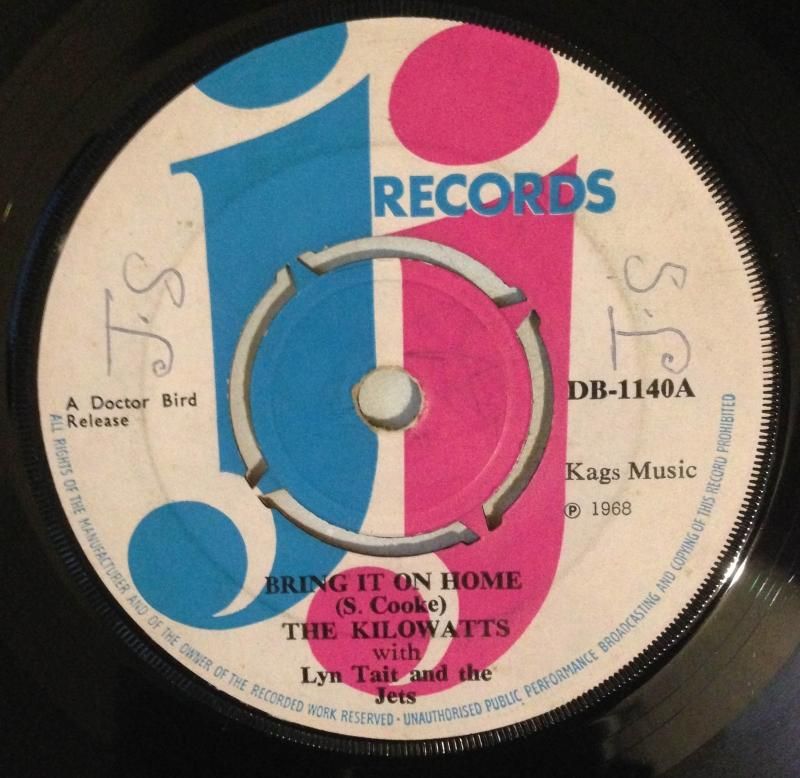 jj
RECORDS
J.S
J.S
A Doctor Bird
Release
DB-1140A
Kags Music
℗ 1968
BRING IT ON HOME
(S. Cooke)
THE KILOWATTS
with
Lyn Tait and the
Jets
ALL RIGHTS OF THE MANUFACTURER AND OF THE OWNER OF THE RECORDED WORK RESERVED · UNAUTHORISED PUBLIC PERFORMANCE BROADCASTING AND COPYING OF THIS RECORD PROHIBITED